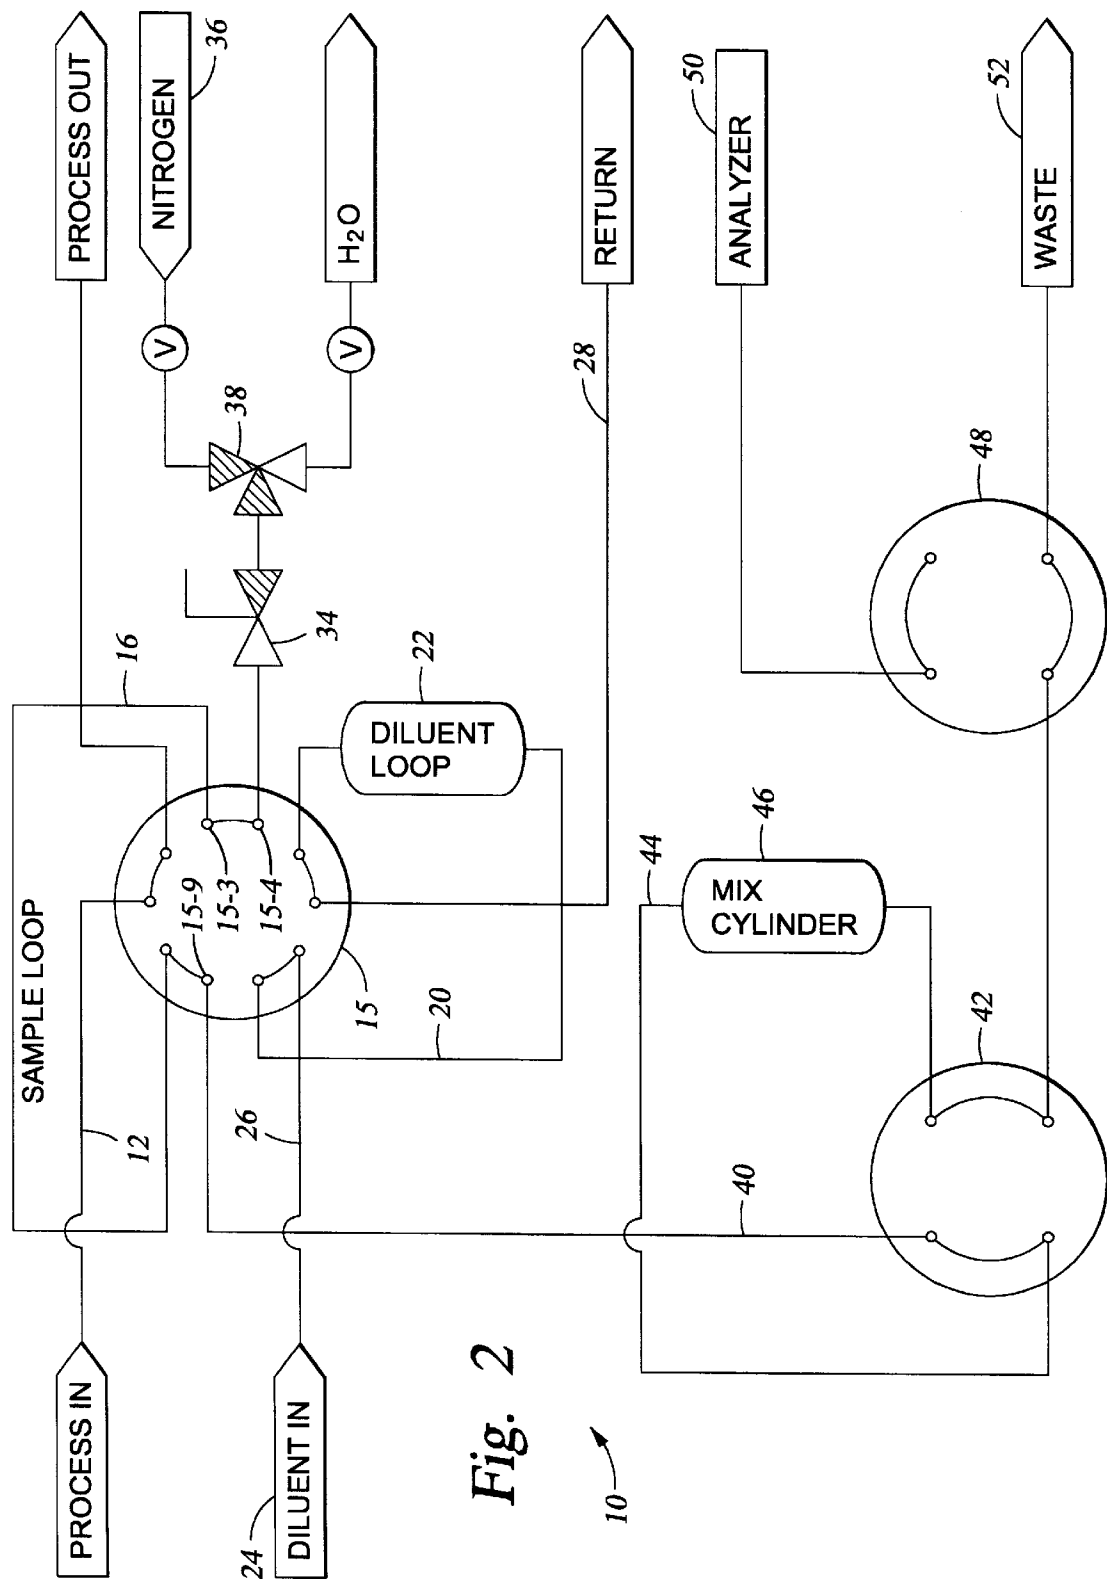 PROCESS OUT
NITROGEN
36
H2O
RETURN
50
ANALYZER
52
WASTE
V
V
38
28
48
34
16
22
DILUENT
LOOP
SAMPLE LOOP
15-9
15-3
15-4
15
20
44
46
MIX
CYLINDER
42
12
26
40
PROCESS IN
24
DILUENT IN
Fig. 2
10